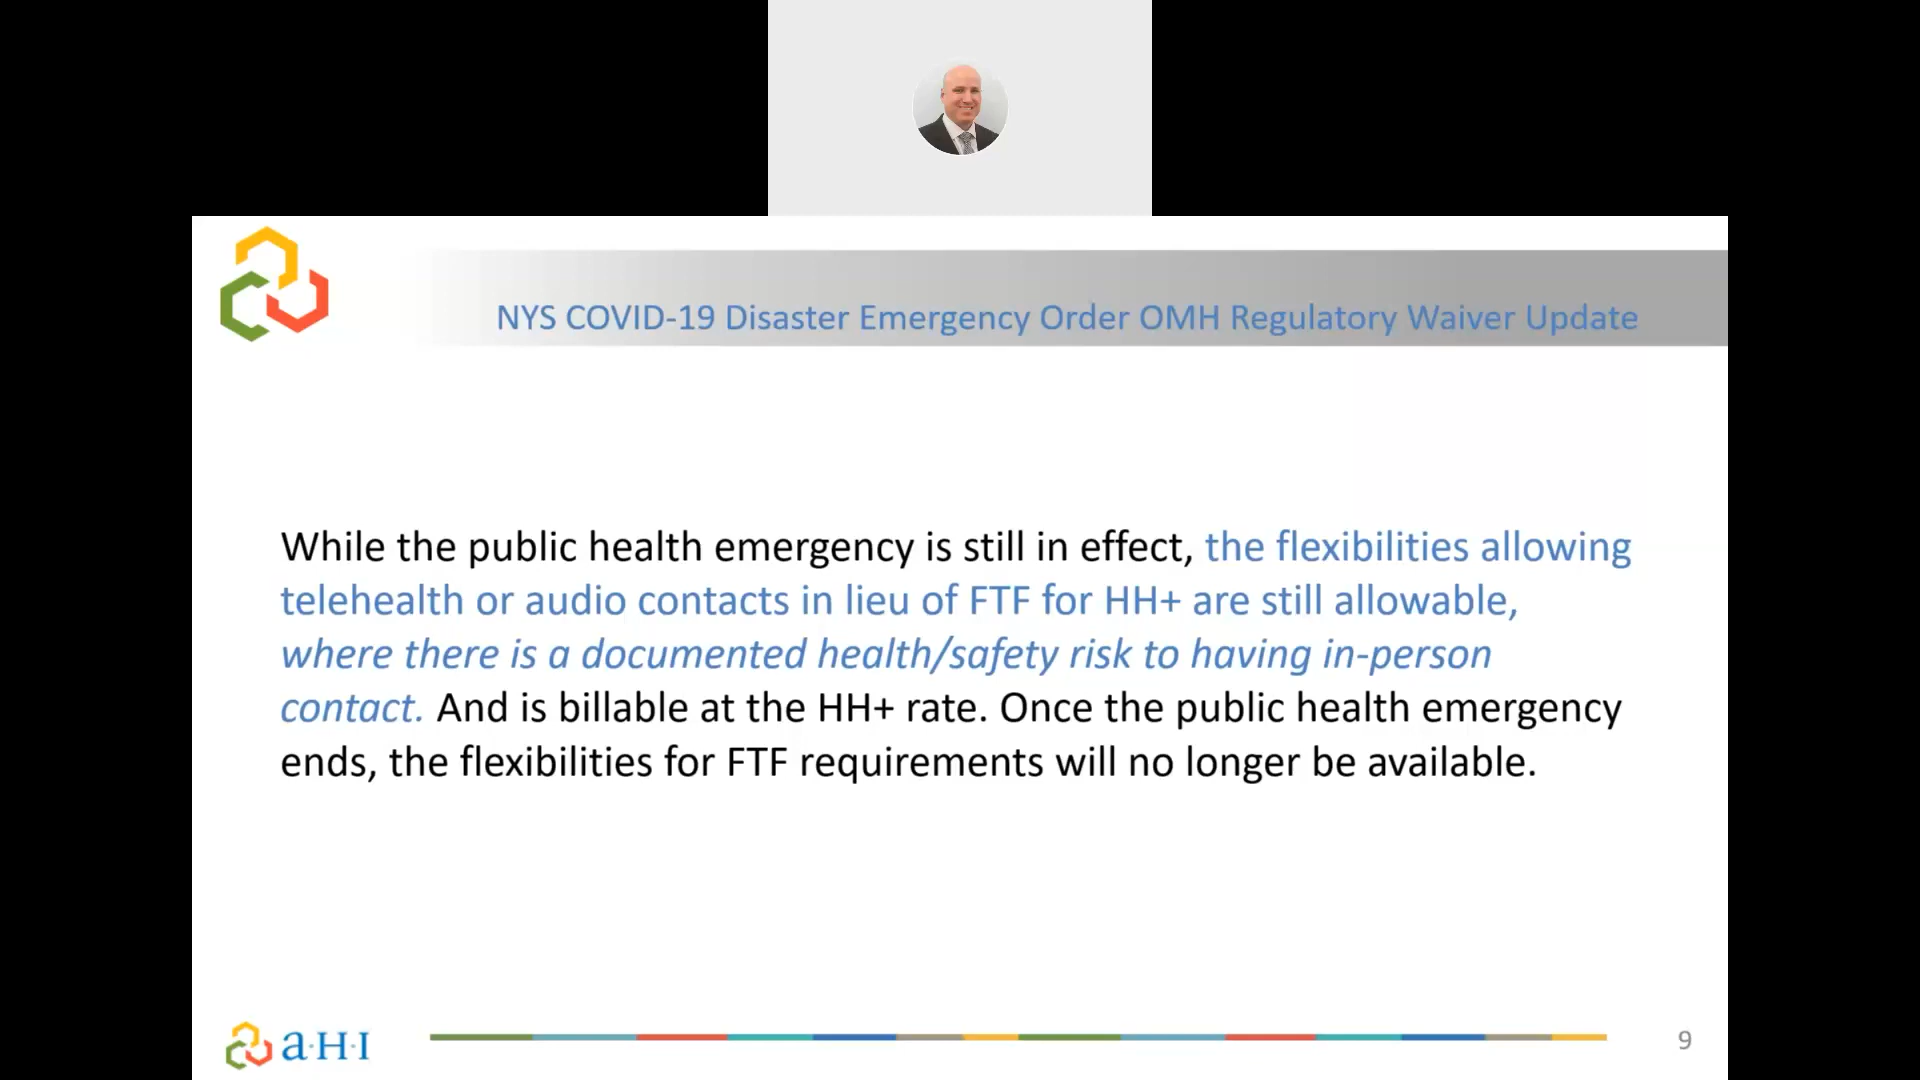 NYS COVID-19 Disaster Emergency Order OMH Regulatory Waiver Update
While the public health emergency is still in effect, the flexibilities allowing
telehealth or audio contacts in lieu of FTF for HH+ are still allowable,
where there is a documented health/safety risk to having in-person
contact. And is billable at the HH+ rate. Once the public health emergency
ends, the flexibilities for FTF requirements will no longer be available.
a·H·I
9